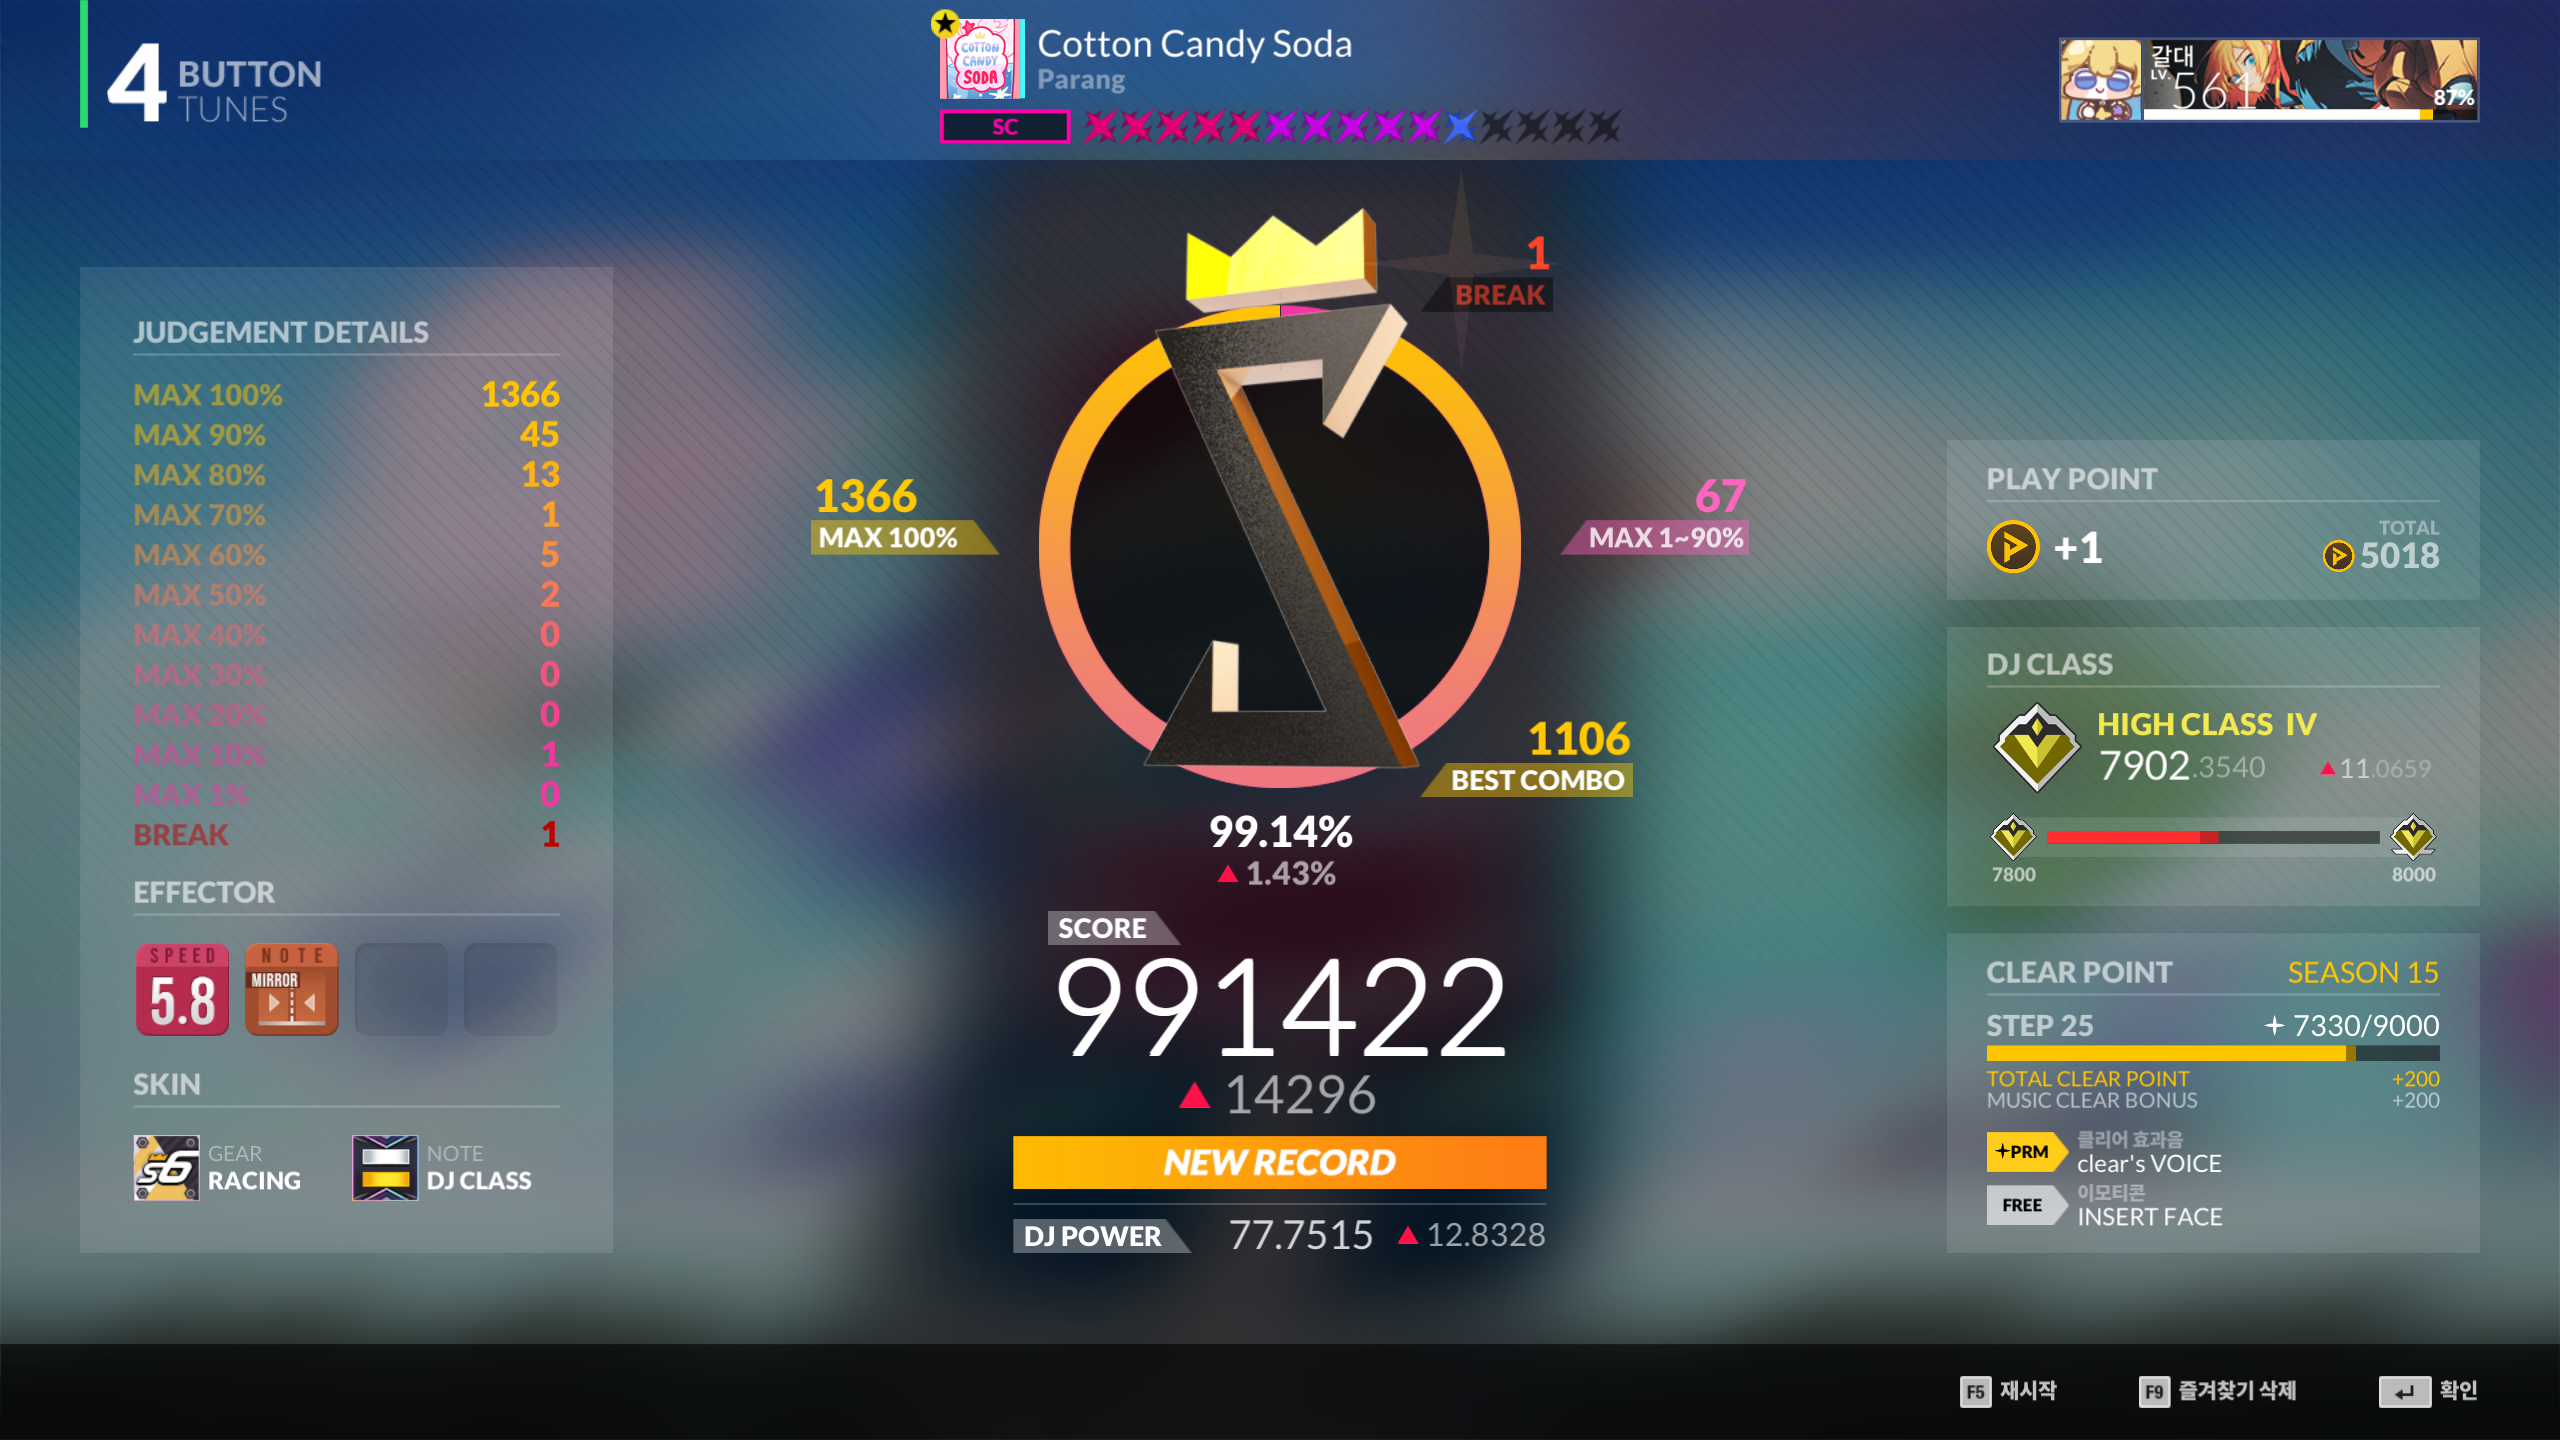 4 BUTTON
TUNES
COTTON
CANDY
SODA
Cotton Candy Soda
Parang
SC
갈대
LV. 561
87%
JUDGEMENT DETAILS
MAX 100% 1366
MAX 90% 45
MAX 80% 13
MAX 70% 1
MAX 60% 5
MAX 50% 2
MAX 40% 0
MAX 30% 0
MAX 20% 0
MAX 10% 1
MAX 1% 0
BREAK 1
EFFECTOR
SPEED
5.8
NOTE
MIRROR
SKIN
S6
GEAR
RACING
NOTE
DJ CLASS
1
BREAK
1366
MAX 100%
S
67
MAX 1~90%
1106
BEST COMBO
99.14%
▲ 1.43%
SCORE
991422
▲ 14296
NEW RECORD
DJ POWER 77.7515 ▲ 12.8328
PLAY POINT
+1
TOTAL
5018
DJ CLASS
HIGH CLASS IV
7902.3540 ▲ 11.0659
7800 8000
CLEAR POINT SEASON 15
STEP 25 7330/9000
TOTAL CLEAR POINT +200
MUSIC CLEAR BONUS +200
+PRM
클리어 효과음
clear's VOICE
FREE
이모티콘
INSERT FACE
F5 재시작 F9 즐겨찾기 삭제 ↵ 확인